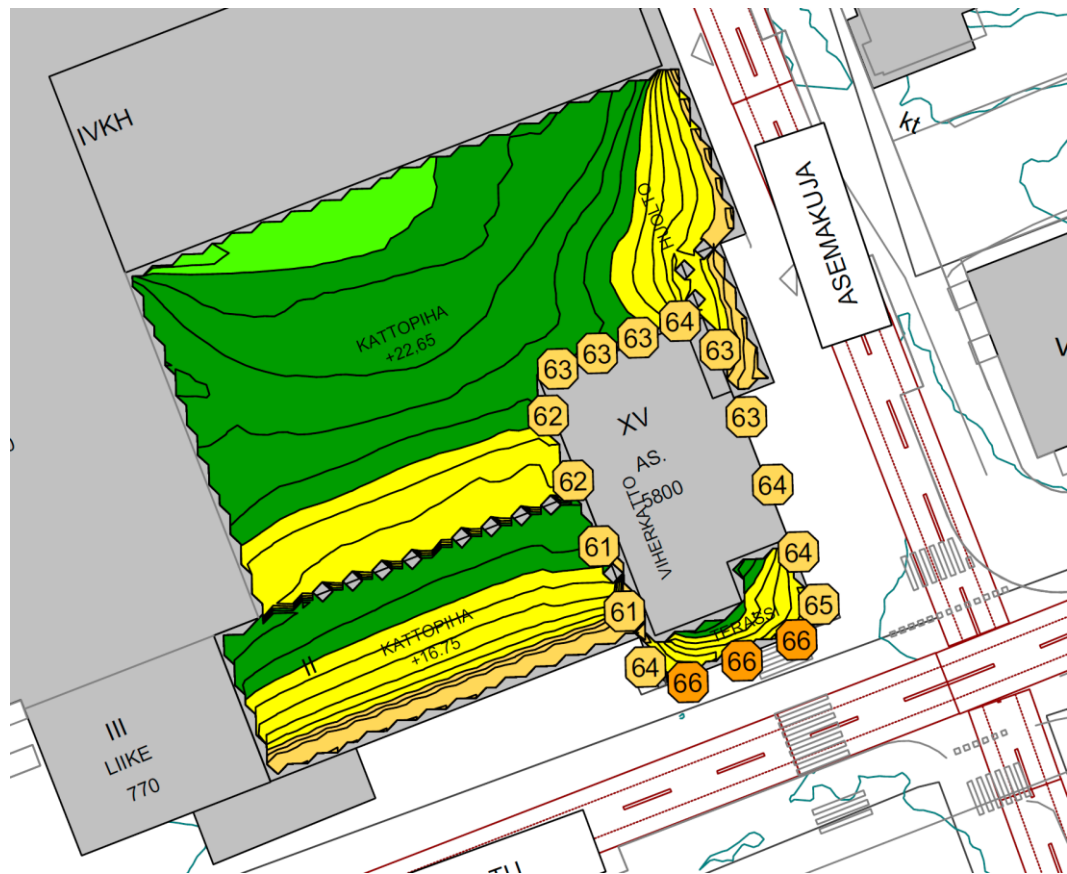 IVKH
kt
HUOLTO
ASEMAKUJA
KATTOPIHA
+22,65
64
63
63
63
63
62
63
XV
AS.
5800
VIHERKATTO
62
64
61
64
61
65
TERASSI
66
66
64
66
KATTOPIHA
+16.75
II
III
LIIKE
770